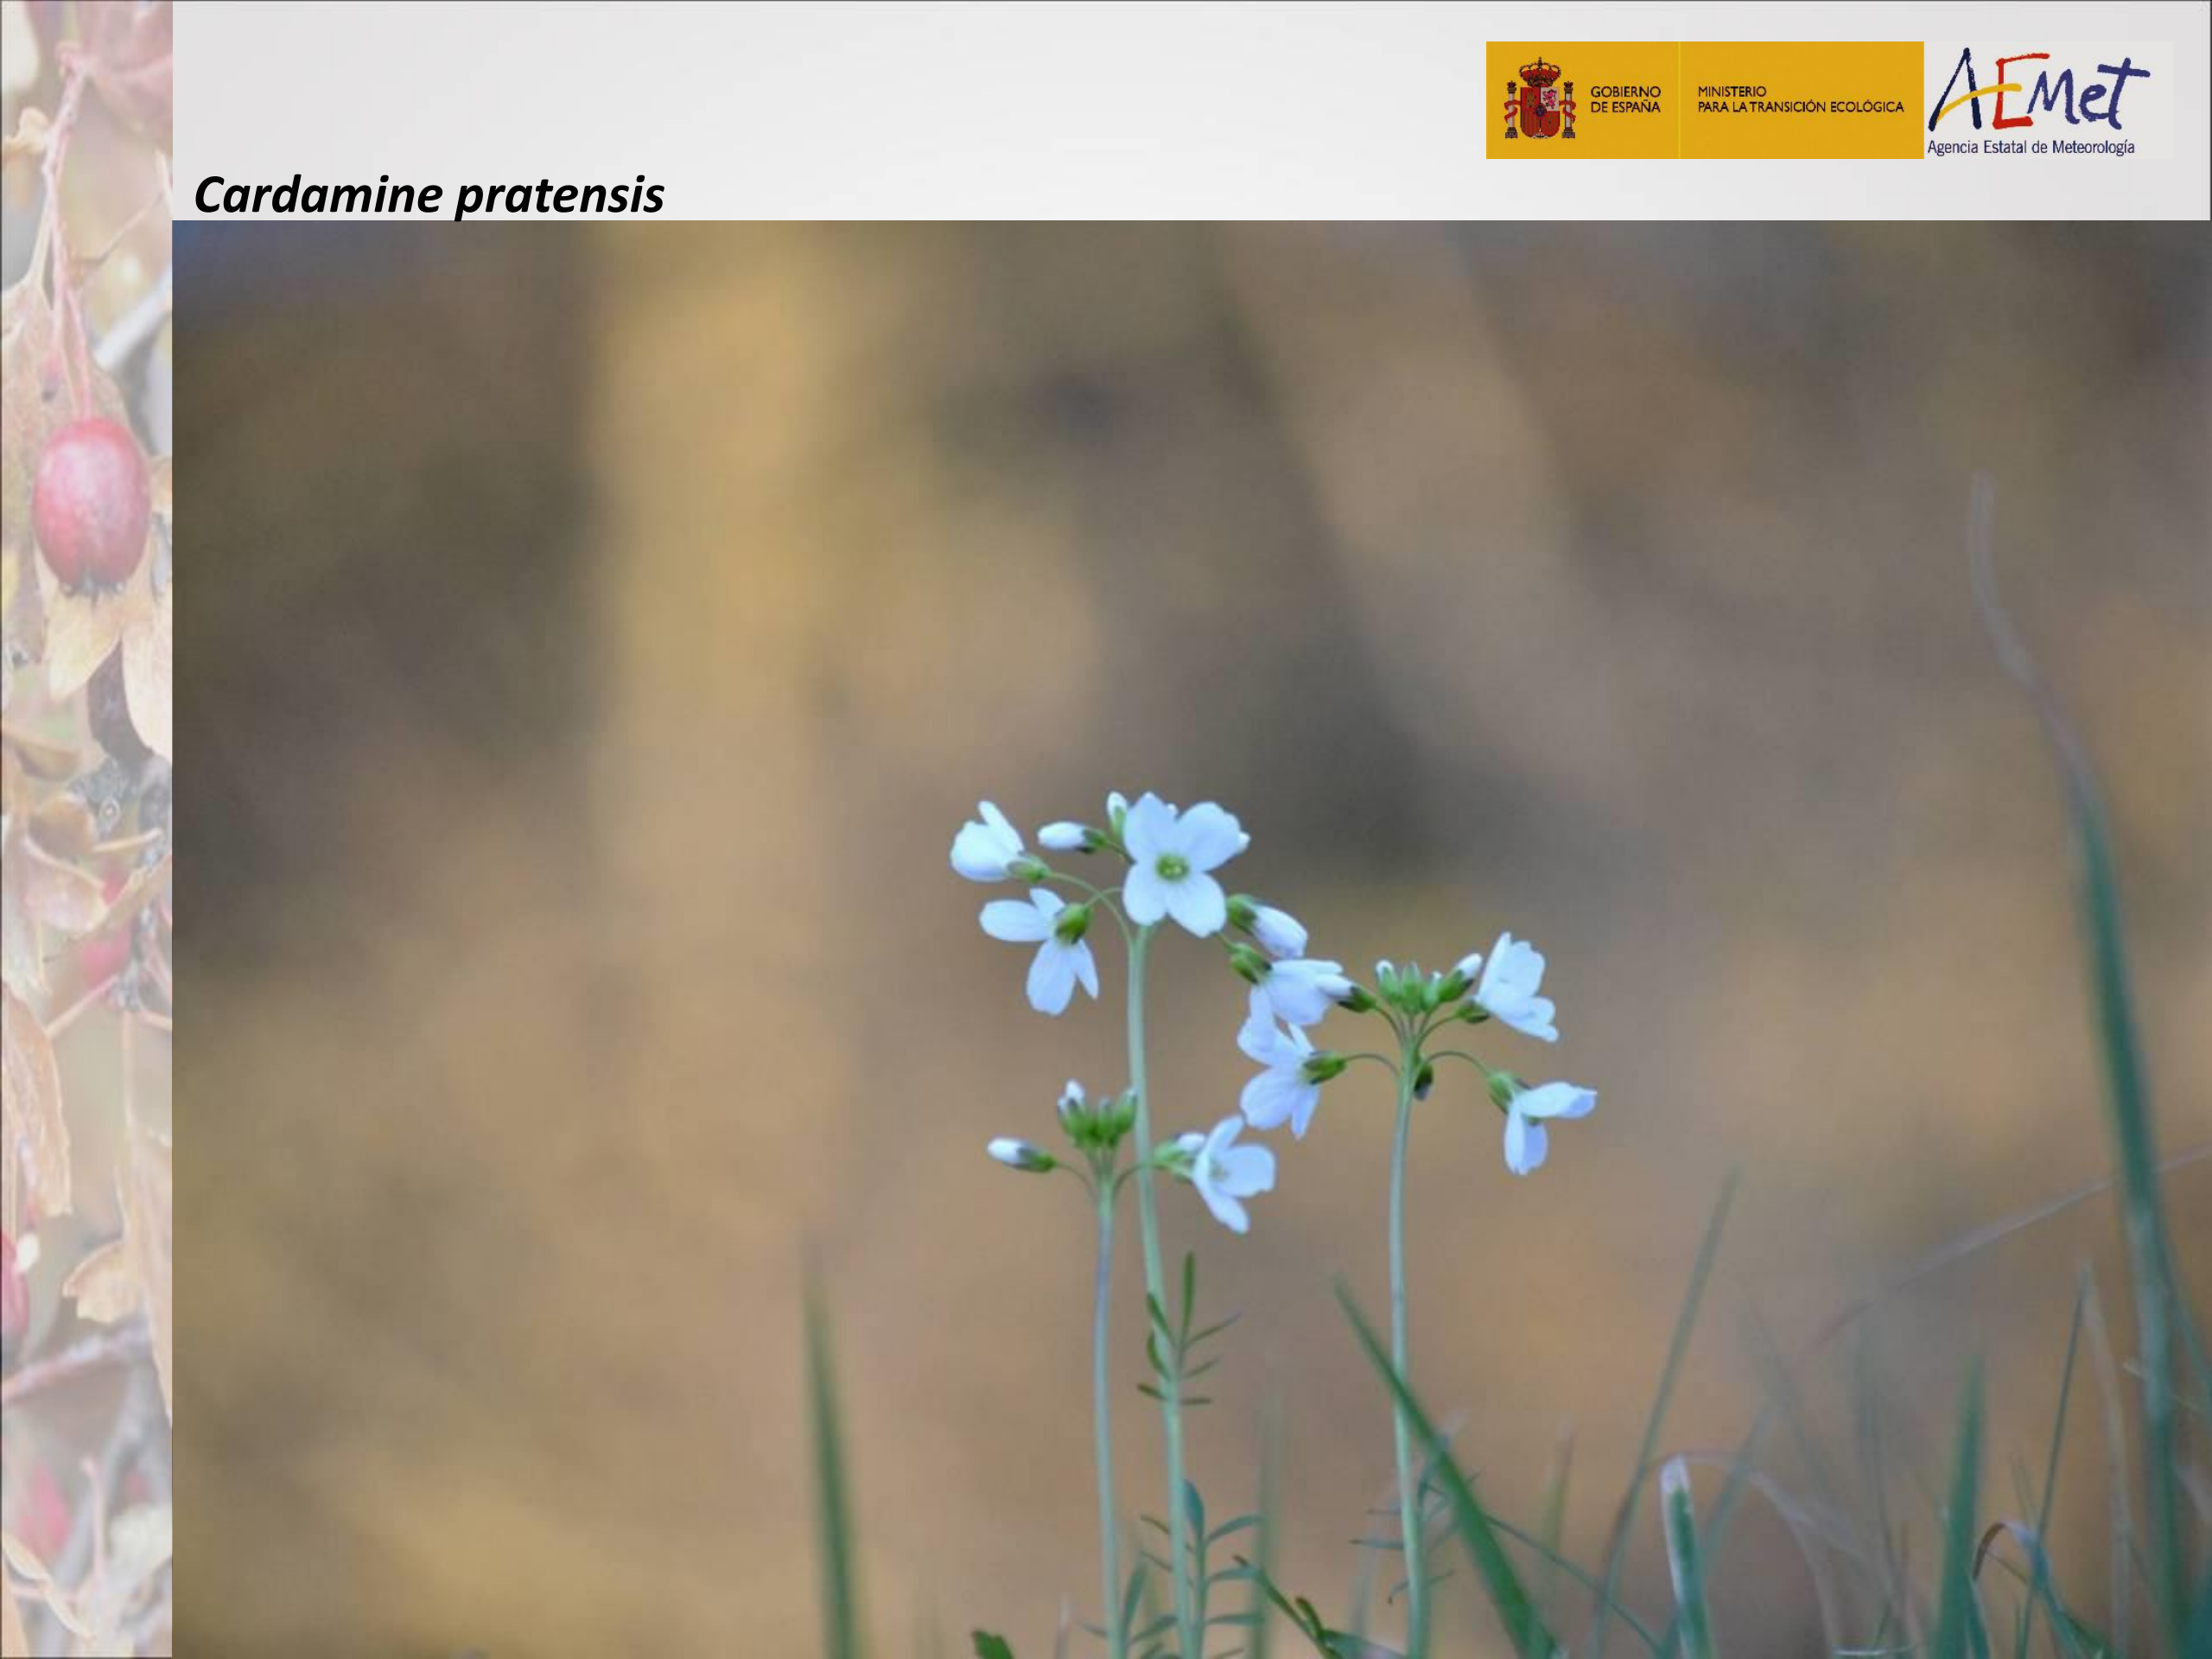 GOBIERNO
DE ESPAÑA
MINISTERIO
PARA LA TRANSICIÓN ECOLÓGICA
AEMet
Agencia Estatal de Meteorología
Cardamine pratensis